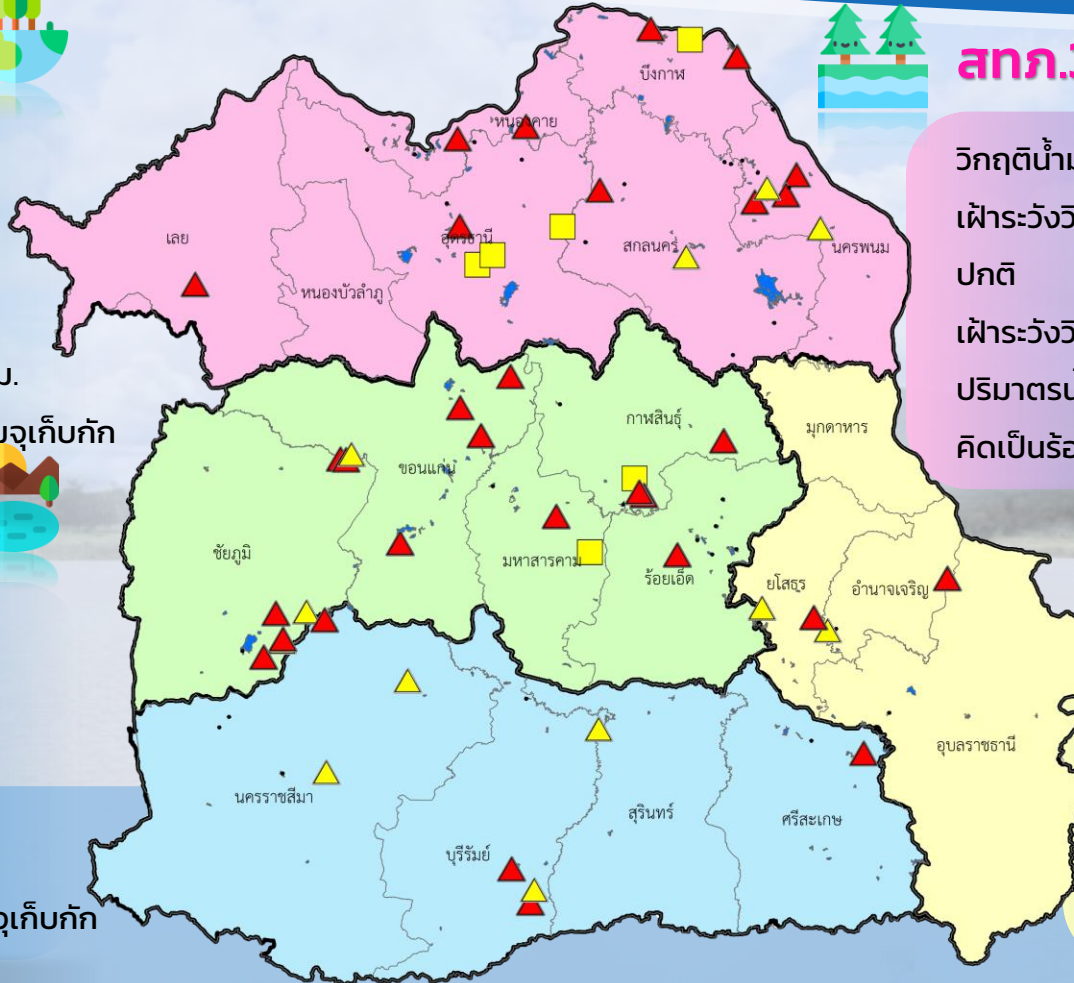 สทภ.3
วิกฤติน้ำม
เฝ้าระวังวิ
ปกติ
เฝ้าระวังวิ
ปริมาตรน้
คิดเป็นร้อ
ม.
จุเก็บกัก
จุเก็บกัก
บึงกาฬ
หนองคาย
เลย
อุดรธานี
สกลนคร
นครพนม
หนองบัวลำภู
กาฬสินธุ์
มุกดาหาร
ขอนแก่น
ชัยภูมิ
มหาสารคาม
ร้อยเอ็ด
ยโสธร
อำนาจเจริญ
อุบลราชธานี
นครราชสีมา
สุรินทร์
ศรีสะเกษ
บุรีรัมย์